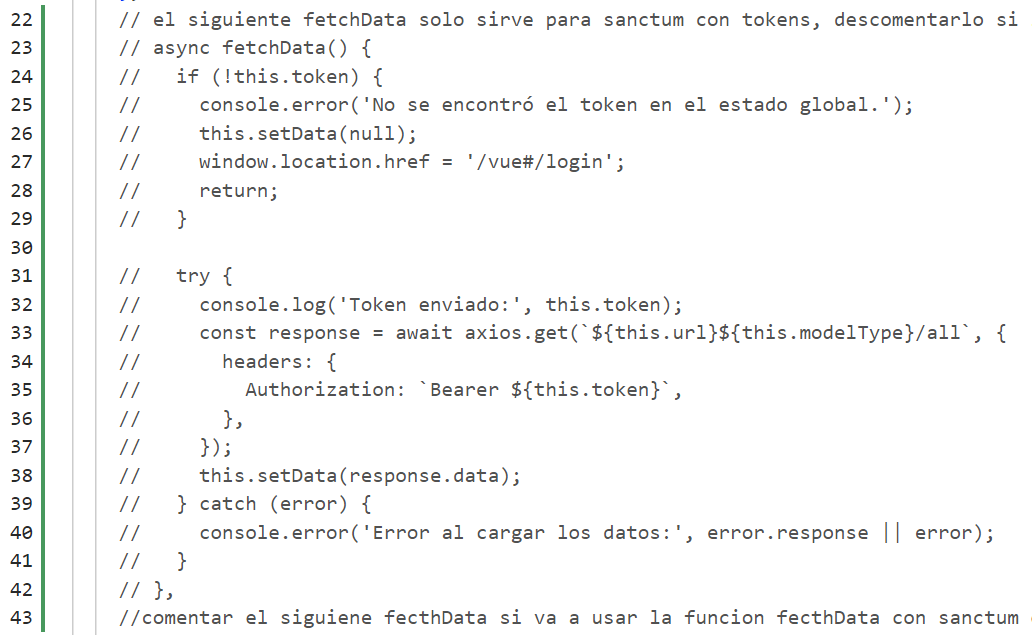 22 // el siguiente fetchData solo sirve para sanctum con tokens, descomentarlo si
23 // async fetchData() {
24 //   if (!this.token) {
25 //     console.error('No se encontró el token en el estado global.');
26 //     this.setData(null);
27 //     window.location.href = '/vue#/login';
28 //     return;
29 //   }
30
31 //   try {
32 //     console.log('Token enviado:', this.token);
33 //     const response = await axios.get(`${this.url}${this.modelType}/all`, {
34 //       headers: {
35 //         Authorization: `Bearer ${this.token}`,
36 //       },
37 //     });
38 //     this.setData(response.data);
39 //   } catch (error) {
40 //     console.error('Error al cargar los datos:', error.response || error);
41 //   }
42 // },
43 //comentar el siguiene fecthData si va a usar la funcion fecthData con sanctum